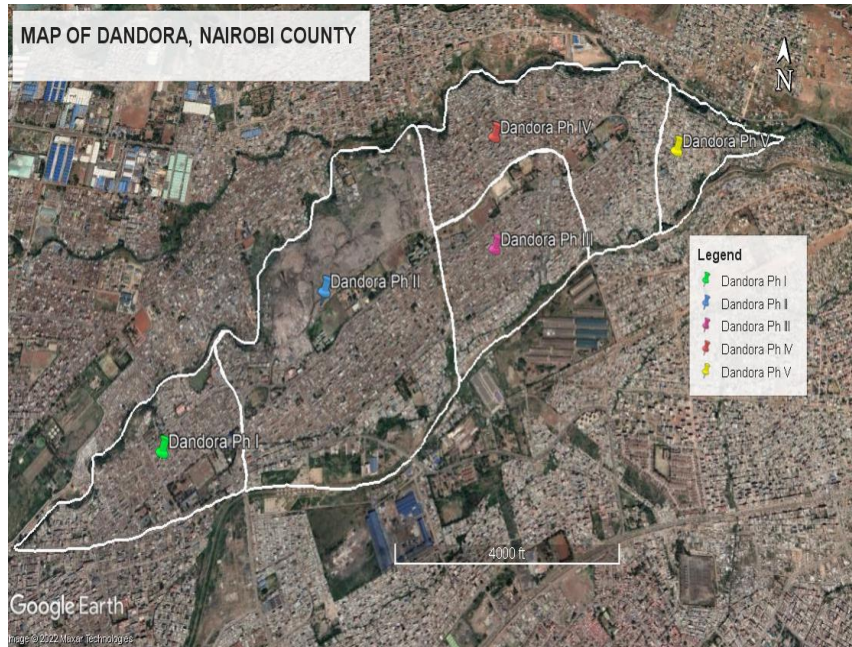 MAP OF DANDORA, NAIROBI COUNTY
N
Dandora Ph IV
Dandora Ph V
Dandora Ph III
Dandora Ph II
Dandora Ph I
Legend
Dandora Ph I
Dandora Ph II
Dandora Ph III
Dandora Ph IV
Dandora Ph V
4000 ft
Google Earth
Image © 2022 Maxar Technologies